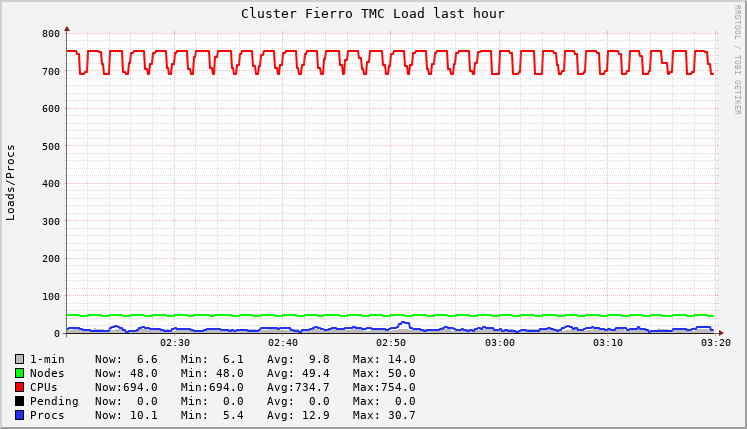 Cluster Fierro TMC Load last hour
RRDTOOL / TOBI OETIKER
Loads/Procs
800
700
600
500
400
300
200
100
0
02:30 02:40 02:50 03:00 03:10 03:20
1-min Now: 6.6 Min: 6.1 Avg: 9.8 Max: 14.0
Nodes Now: 48.0 Min: 48.0 Avg: 49.4 Max: 50.0
CPUs Now:694.0 Min:694.0 Avg:734.7 Max:754.0
Pending Now: 0.0 Min: 0.0 Avg: 0.0 Max: 0.0
Procs Now: 10.1 Min: 5.4 Avg: 12.9 Max: 30.7